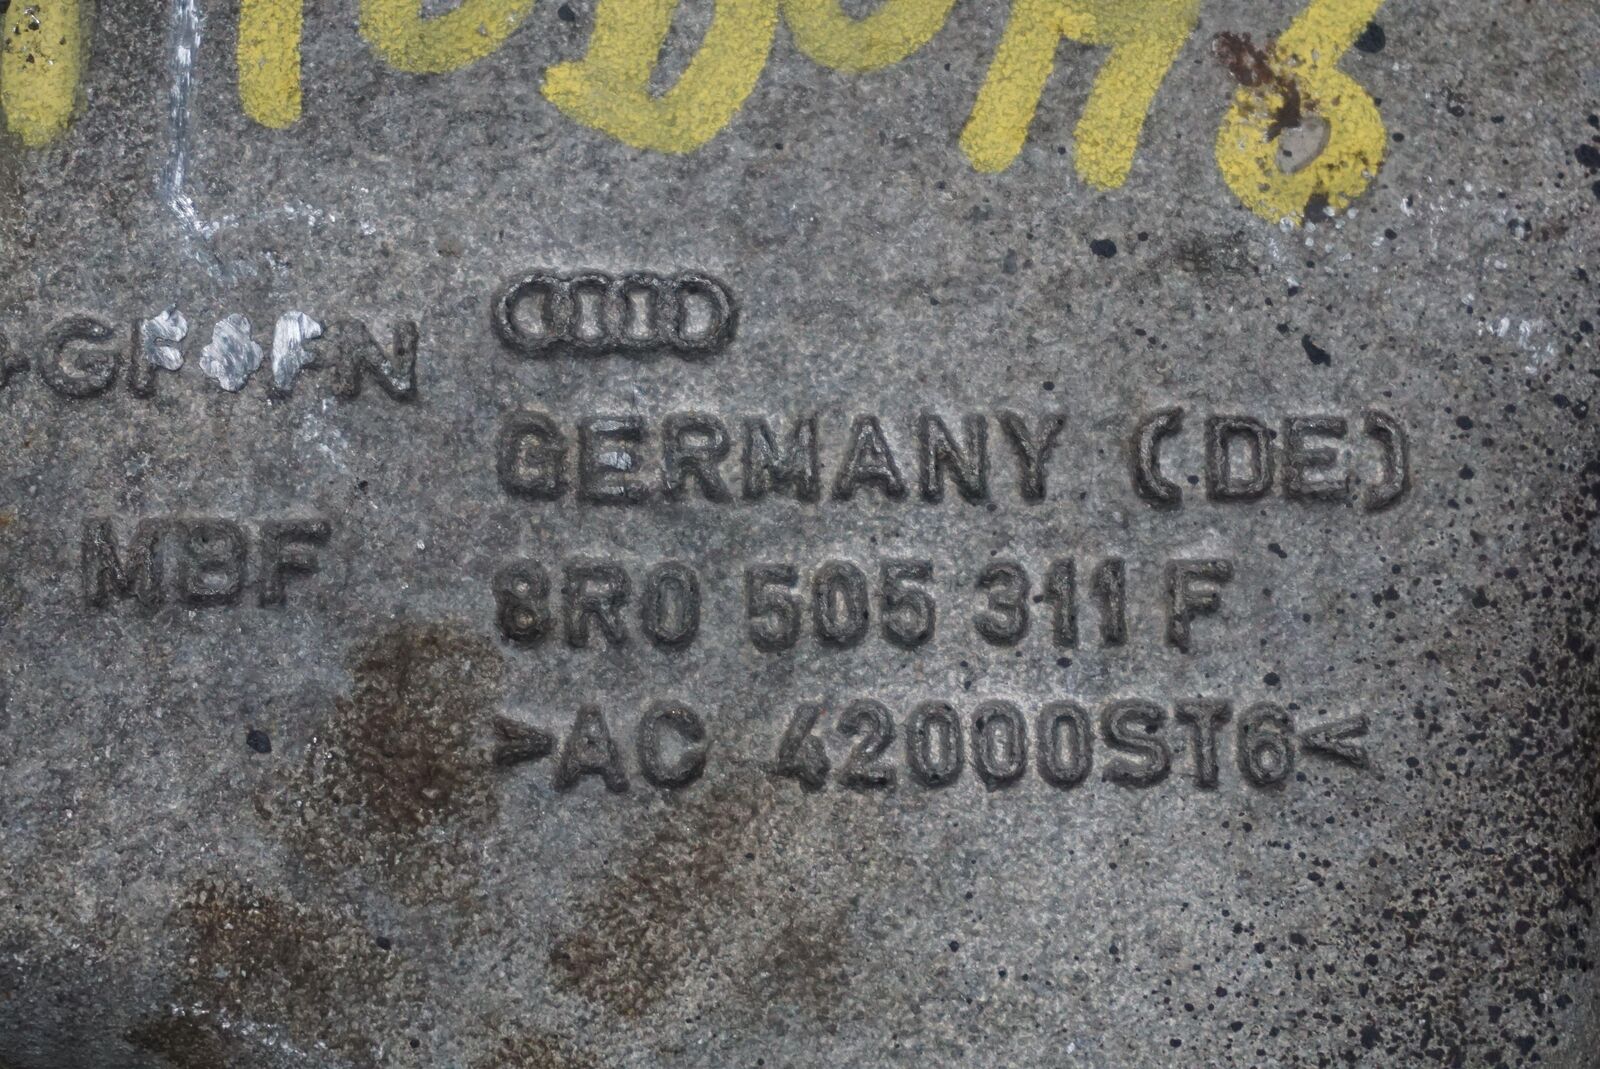 GERMANY (DE)
MBF
8R0 505 311 F
>AC 42000ST6<